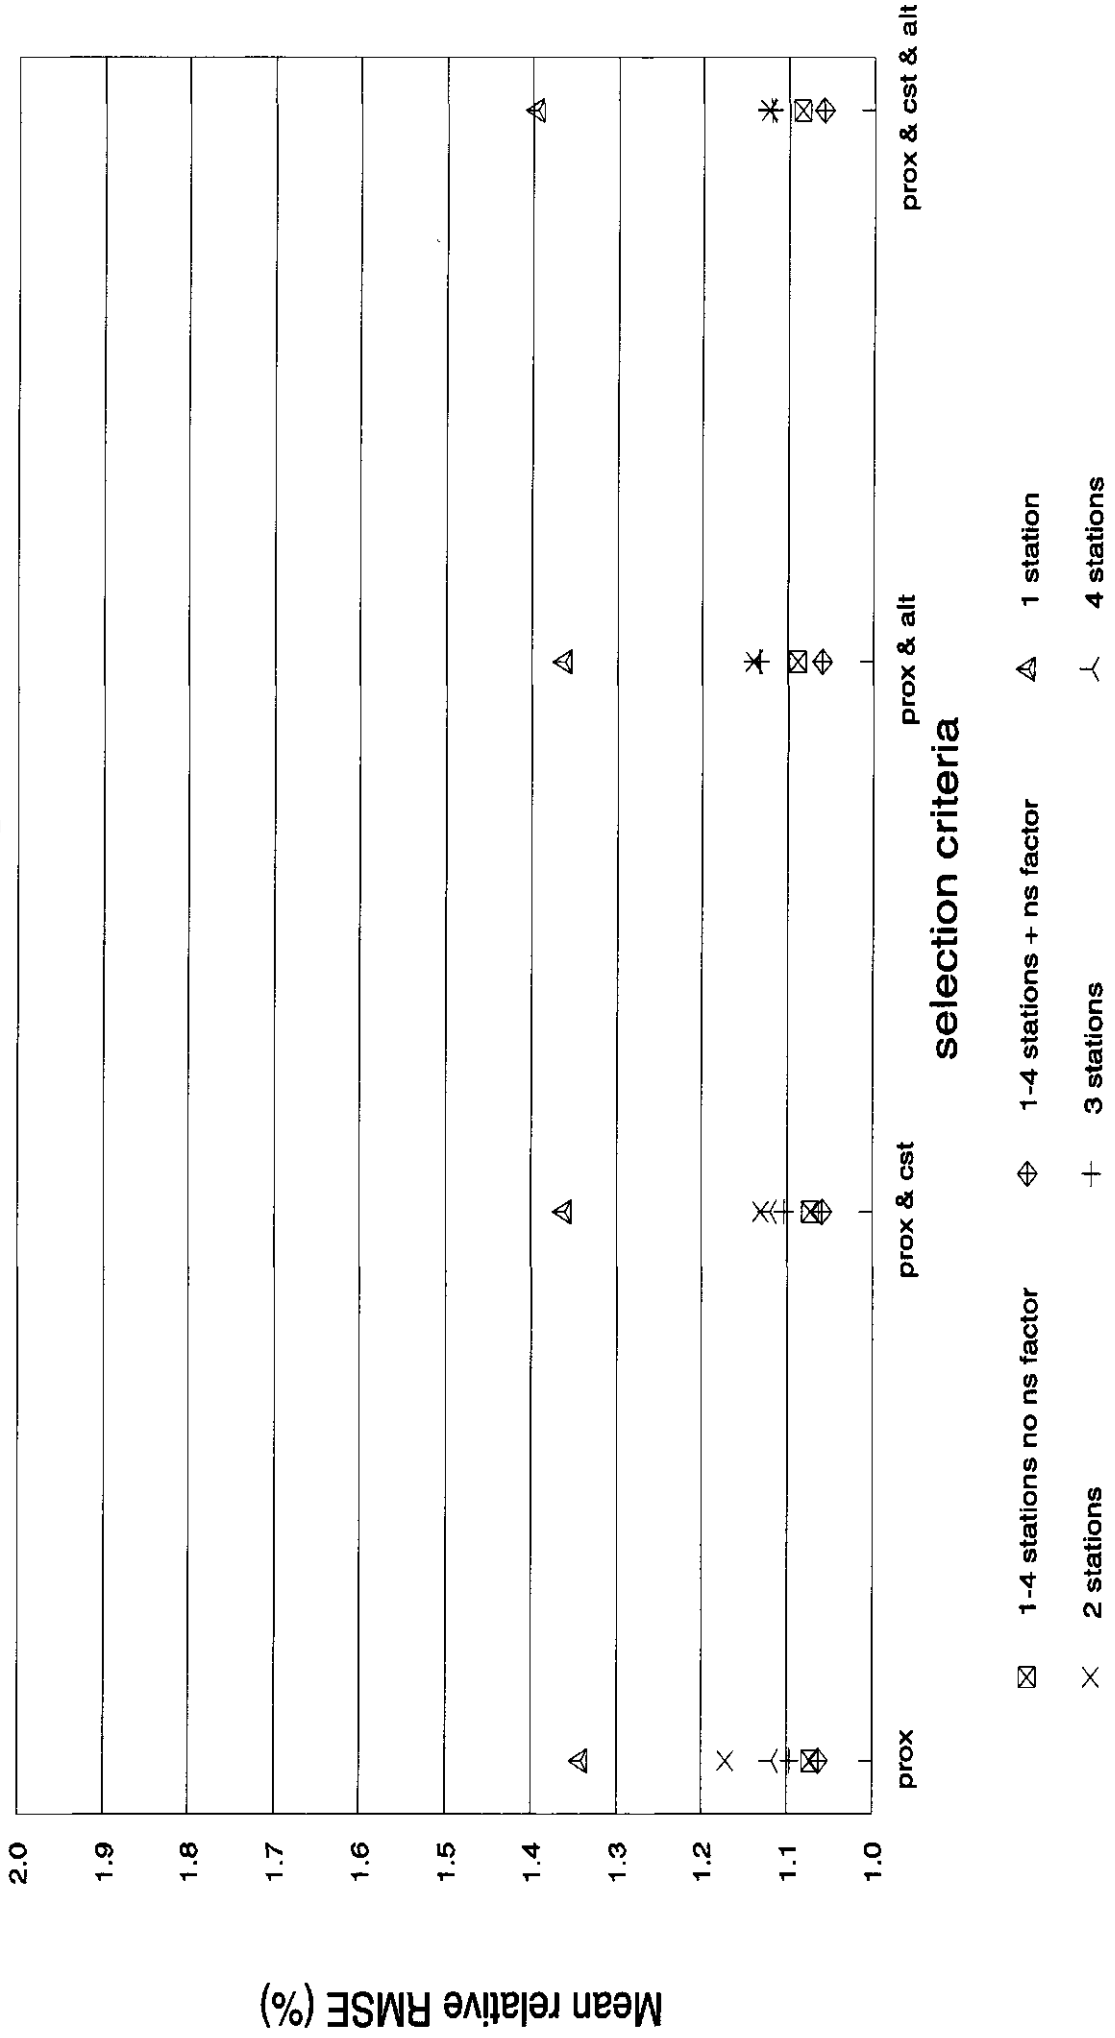 Mean relative RMSE (%)
2.0
1.9
1.8
1.7
1.6
1.5
1.4
1.3
1.2
1.1
1.0
prox
prox & cst
prox & alt
prox & cst & alt
selection criteria
1-4 stations no ns factor
1-4 stations + ns factor
1 station
2 stations
3 stations
4 stations